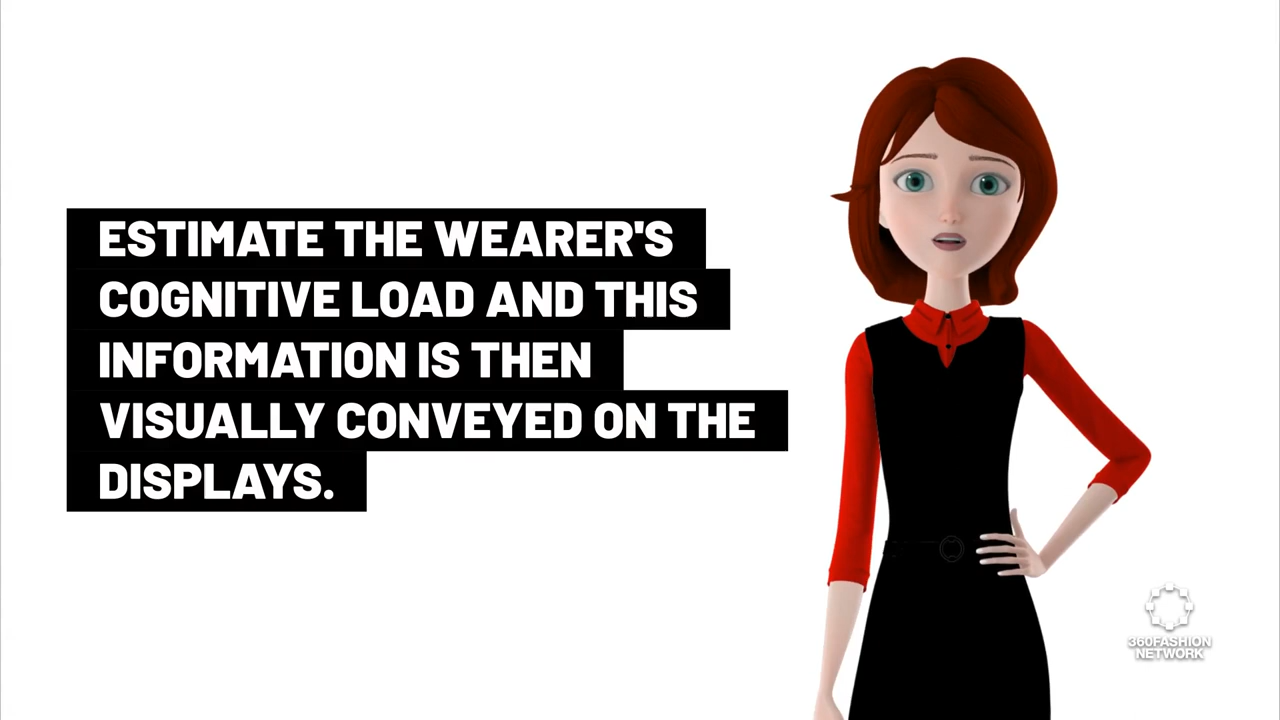 ESTIMATE THE WEARER'S
COGNITIVE LOAD AND THIS
INFORMATION IS THEN
VISUALLY CONVEYED ON THE
DISPLAYS.
360FASHION
NETWORK